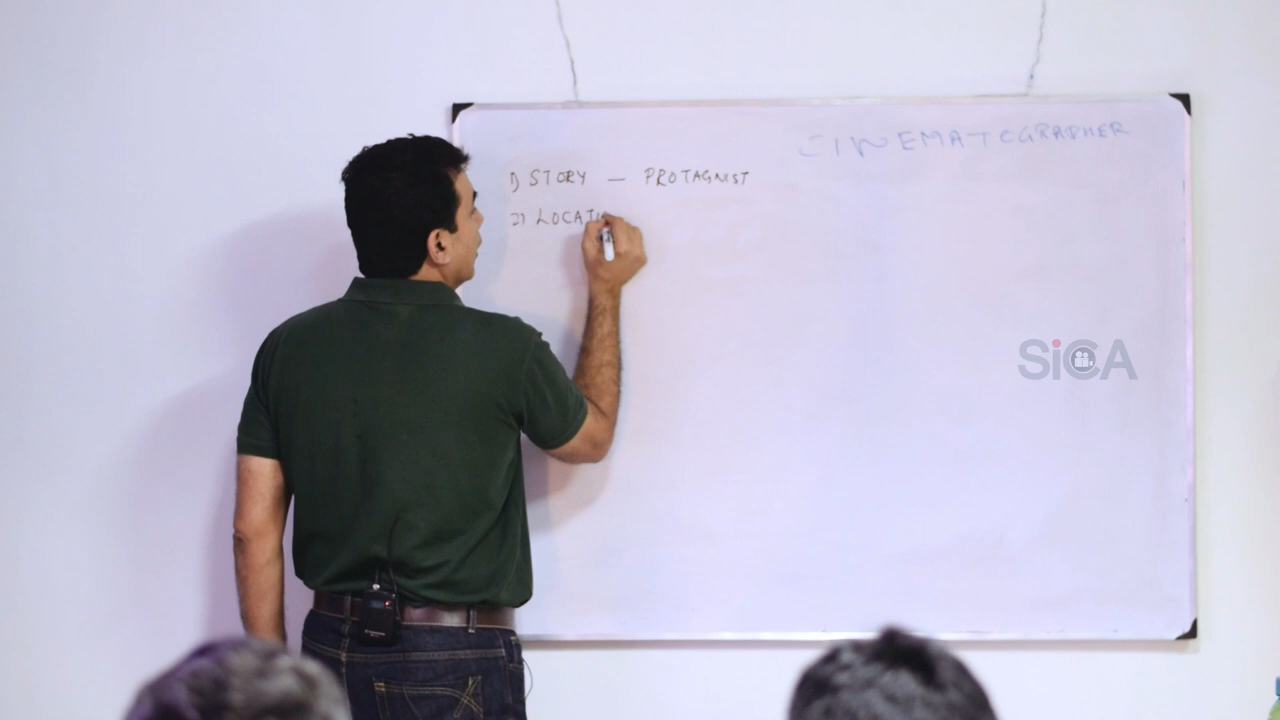 CINEMATOGRAPHER
1) STORY — PROTAGNIST
2) LOCATI
SiCA